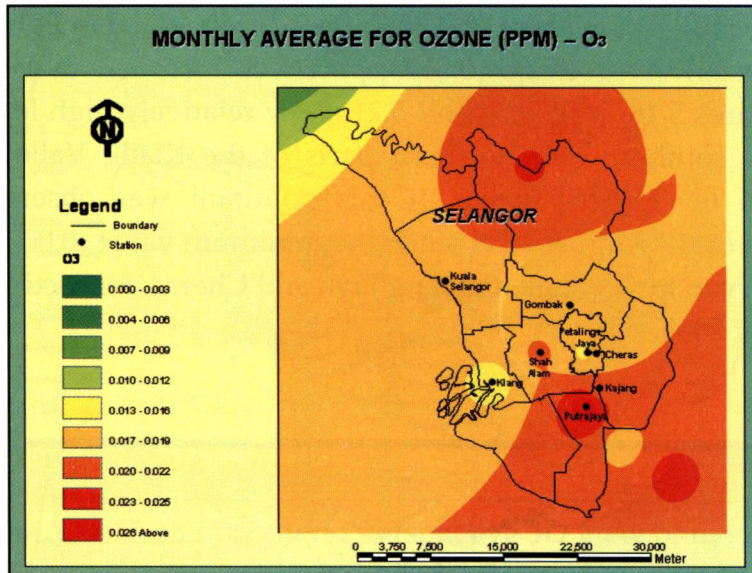 MONTHLY AVERAGE FOR OZONE (PPM) – O3
N
SELANGOR
Legend
Boundary
Station
O3
0.000 - 0.003
0.004 - 0.006
0.007 - 0.009
0.010 - 0.012
0.013 - 0.016
0.017 - 0.019
0.020 - 0.022
0.023 - 0.025
0.026 Above
Kuala
Selangor
Gombak
Petaling
Jaya
Cheras
Shah
Alam
Klang
Kajang
Putrajaya
0 3,750 7,500 15,000 22,500 30,000
Meter